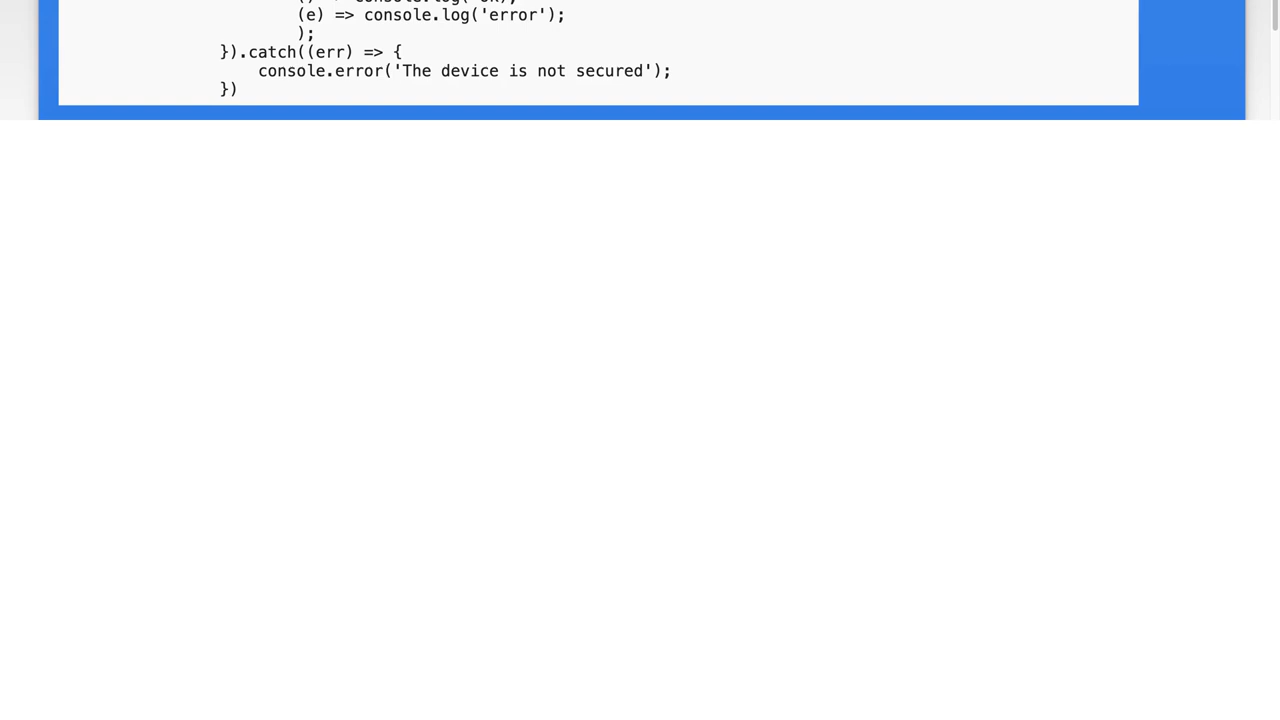 (e) => console.log('error');
);
}).catch((err) => {
console.error('The device is not secured');
})